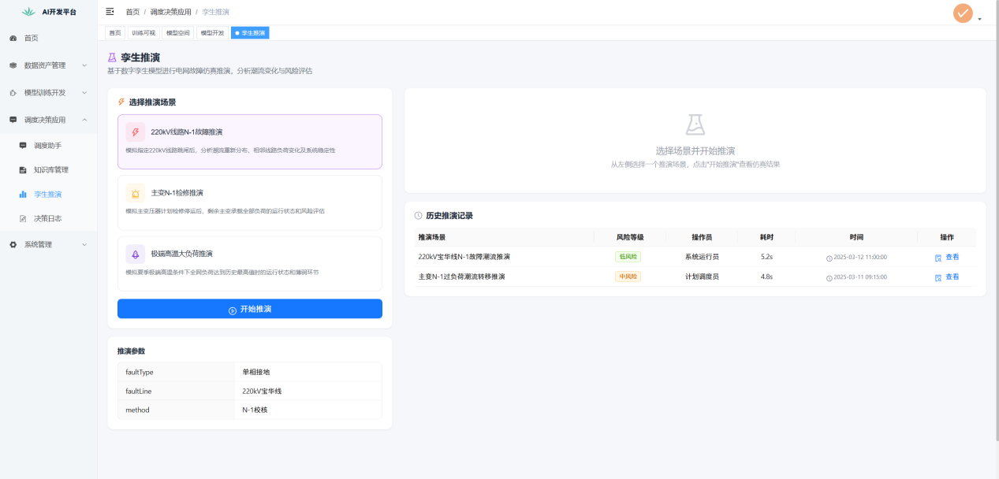 AI开发平台
首页 / 调度决策应用 / 孪生推演
首页
训练可视
模型空间
模型开发
孪生推演
首页
数据资产管理
模型训练开发
调度决策应用
调度助手
知识库管理
孪生推演
决策日志
系统管理
孪生推演
基于数字孪生模型进行电网故障仿真推演，分析潮流变化与风险评估
选择推演场景
220kV线路N-1故障推演
模拟指定220kV线路跳闸后，分析潮流重新分布、相邻线路负荷变化及系统稳定性
主变N-1检修推演
模拟主变压器计划检修停运后，剩余主变承载全部负荷的运行状态和风险评估
极端高温大负荷推演
模拟夏季极端高温条件下全网负荷达到历史最高值时的运行状态和薄弱环节
开始推演
推演参数
faultType 单相接地
faultLine 220kV宝华线
method N-1校核
选择场景并开始推演
从左侧选择一个推演场景，点击"开始推演"查看仿真结果
历史推演记录
推演场景 风险等级 操作员 耗时 时间 操作
220kV宝华线N-1故障潮流推演 低风险 系统运行员 5.2s 2025-03-12 11:00:00 查看
主变N-1过负荷潮流转移推演 中风险 计划调度员 4.8s 2025-03-11 09:15:00 查看